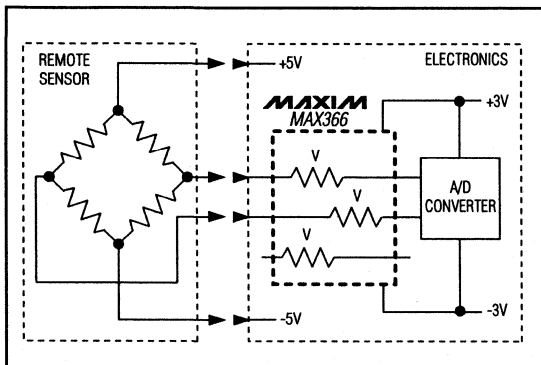 REMOTE
SENSOR
+5V
ELECTRONICS
MAXIM
MAX366
+3V
V
V
A/D
CONVERTER
V
-5V
-3V